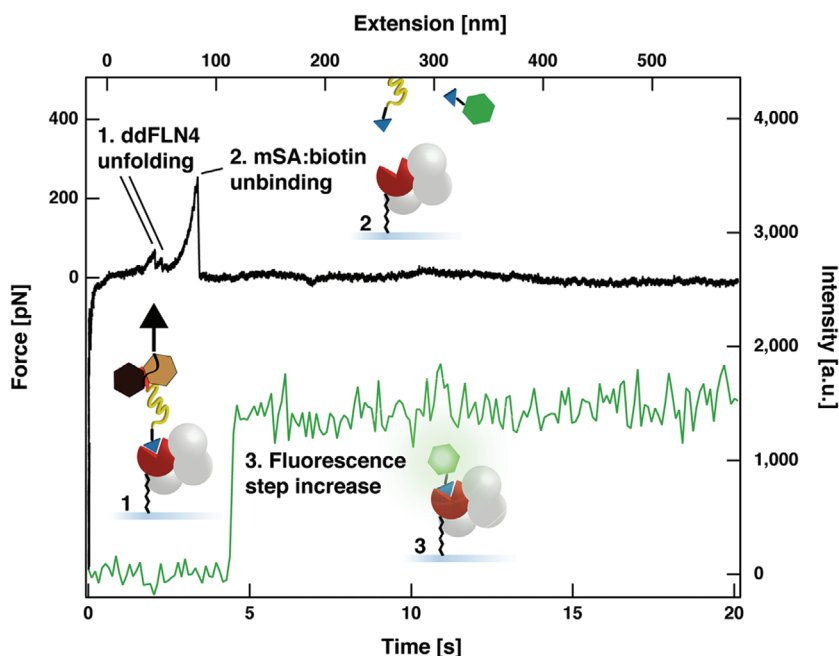 Extension [nm]
0 100 200 300 400 500
400
200
0
Force [pN]
4,000
3,000
2,000
1,000
0
Intensity [a.u.]
1. ddFLN4
unfolding
2. mSA:biotin
unbinding
2
1
3. Fluorescence
step increase
3
0 5 10 15 20
Time [s]